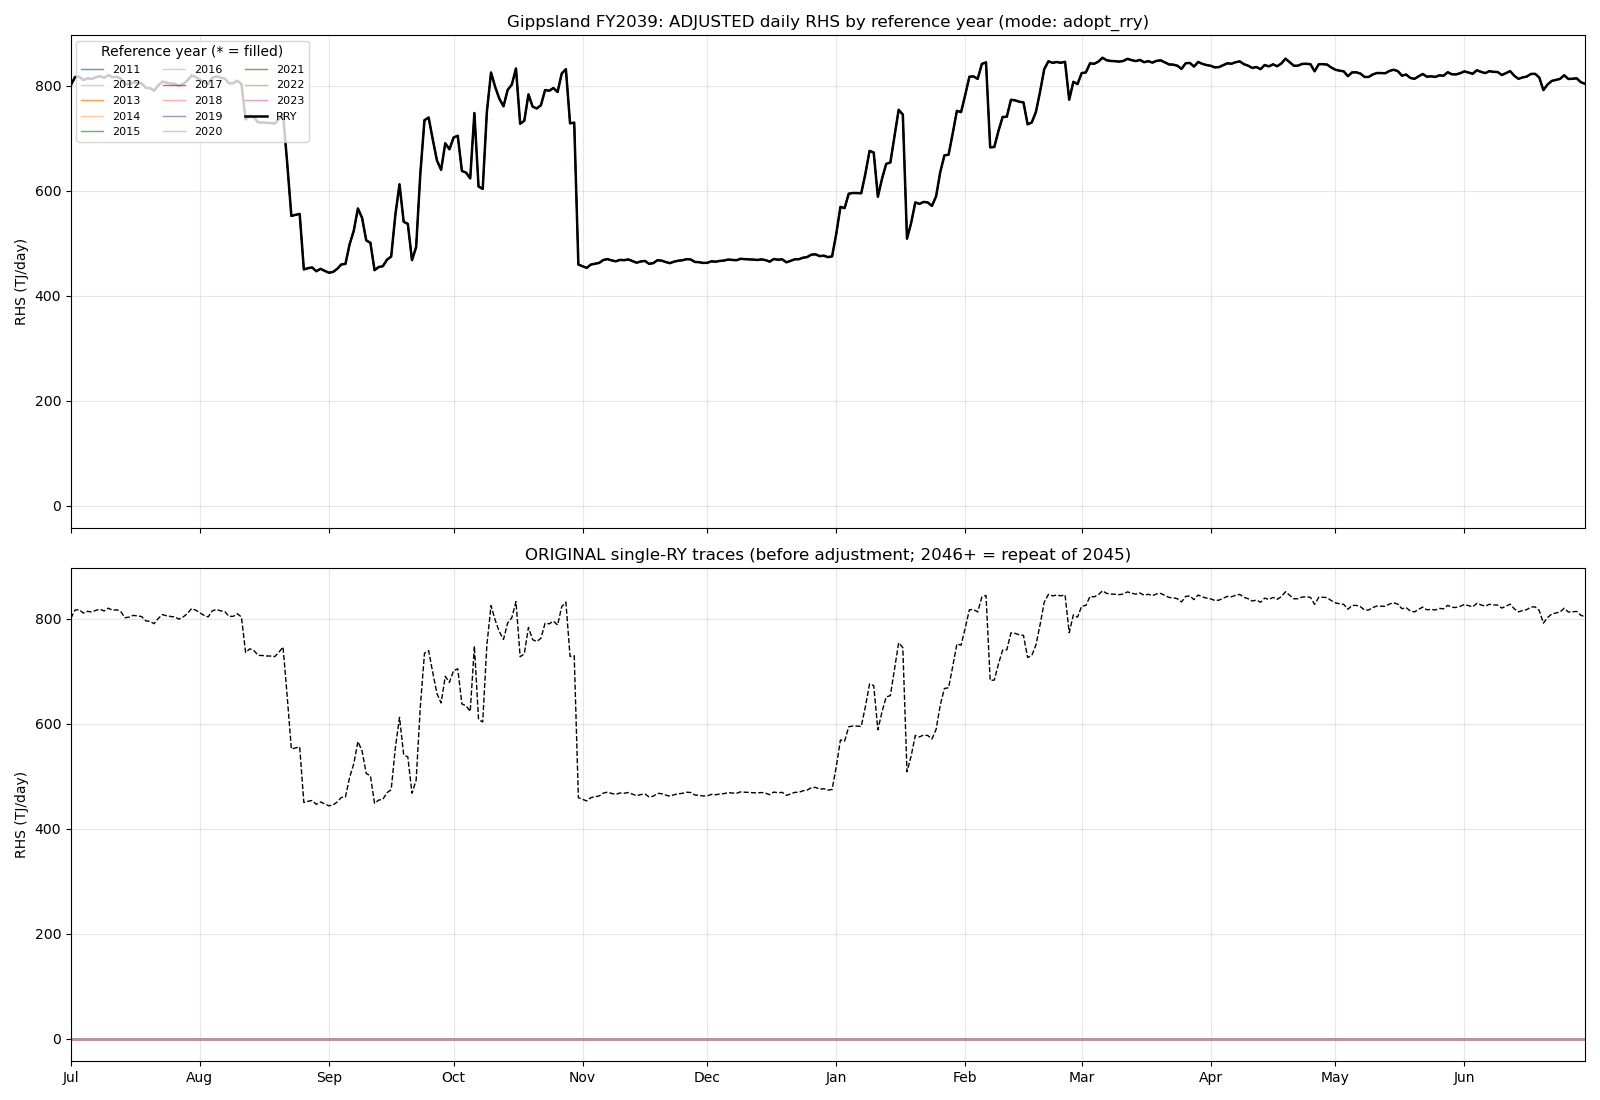 Gippsland FY2039: ADJUSTED daily RHS by reference year (mode: adopt_rry)
Reference year (* = filled)
2011 2016 2021
2012 2017 2022
2013 2018 2023
2014 2019 RRY
2015 2020
RHS (TJ/day)
800
600
400
200
0
ORIGINAL single-RY traces (before adjustment; 2046+ = repeat of 2045)
RHS (TJ/day)
800
600
400
200
0
Jul Aug Sep Oct Nov Dec Jan Feb Mar Apr May Jun